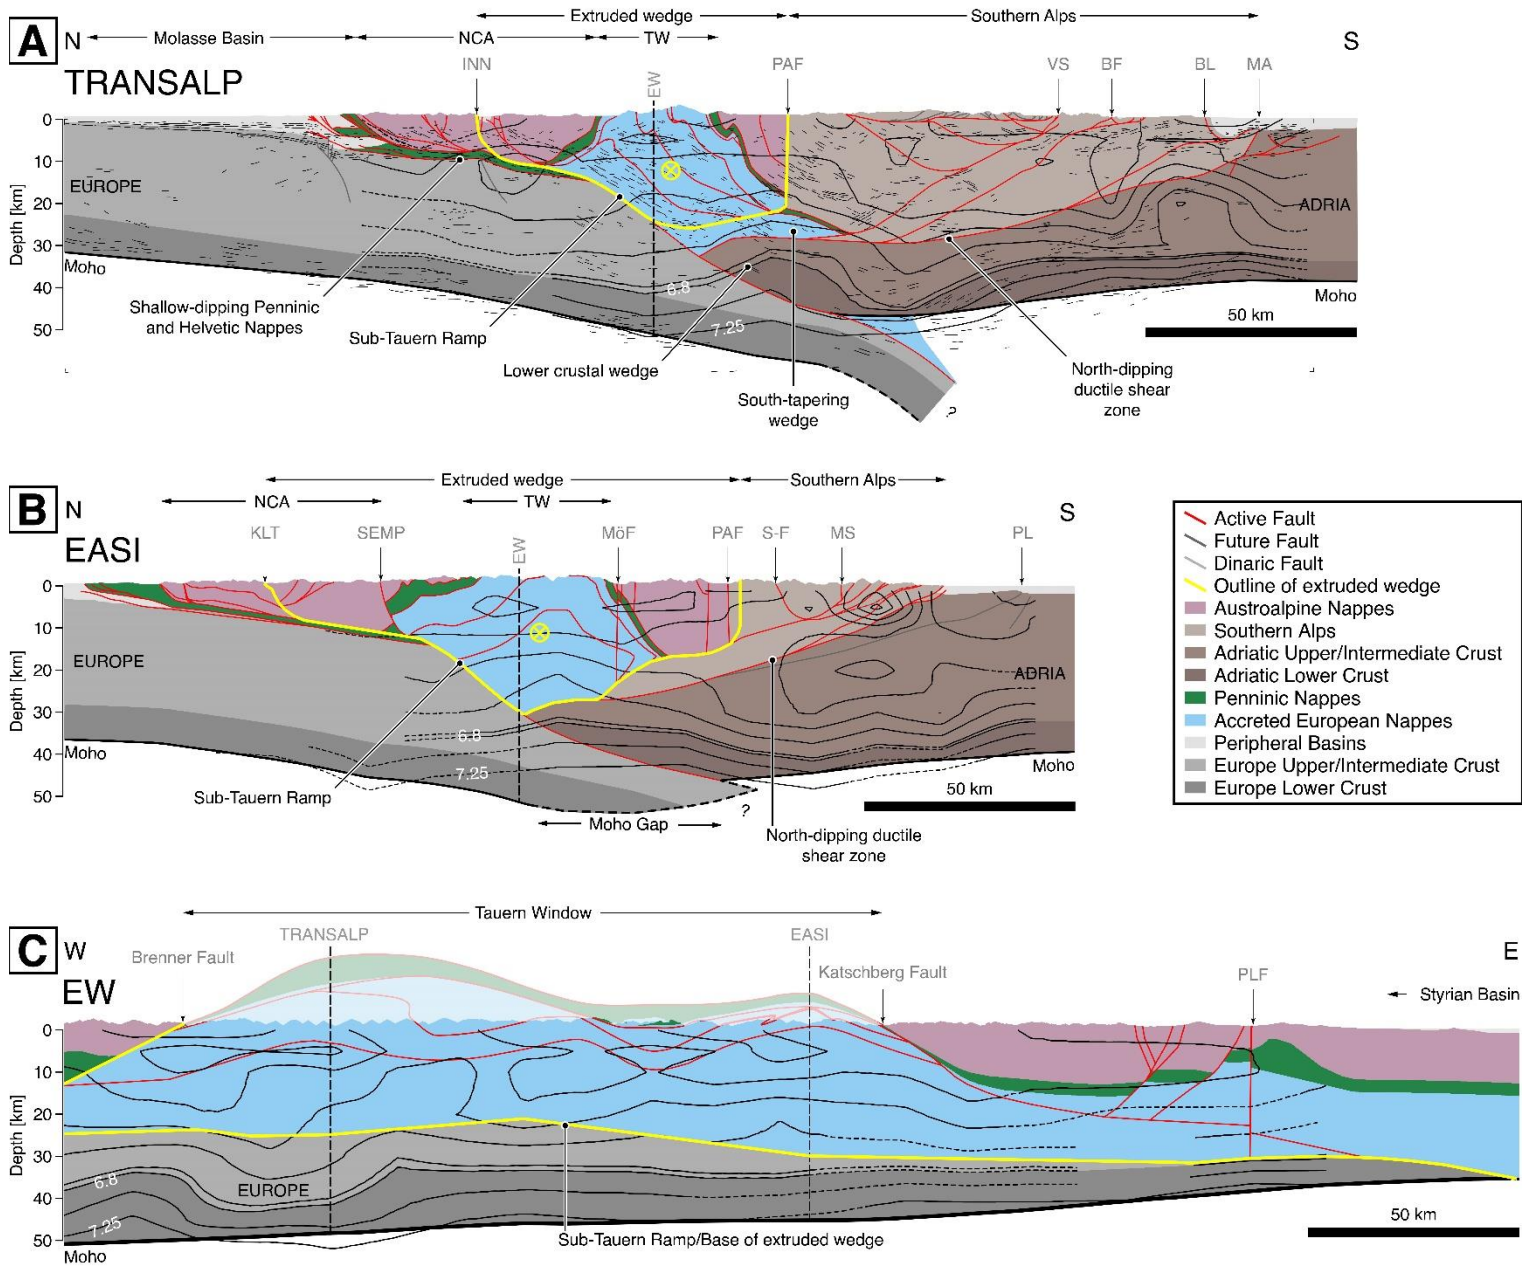 Extruded wedge
Southern Alps
A
N
Molasse Basin
NCA
TW
S
TRANSALP
INN
EW
PAF
VS
BF
BL
MA
0
10
20
30
40
50
Depth [km]
EUROPE
ADRIA
Moho
6.8
7.25
Moho
Shallow-dipping Penninic
and Helvetic Nappes
Sub-Tauern Ramp
Lower crustal wedge
South-tapering
wedge
North-dipping
ductile shear
zone
50 km
?
Extruded wedge
Southern Alps
B
N
NCA
TW
S
EASI
KLT
SEMP
EW
MöF
PAF
S-F
MS
PL
0
10
20
30
40
50
Depth [km]
EUROPE
ADRIA
Moho
6.8
7.25
Moho
Sub-Tauern Ramp
Moho Gap
?
50 km
North-dipping ductile
shear zone
Active Fault
Future Fault
Dinaric Fault
Outline of extruded wedge
Austroalpine Nappes
Southern Alps
Adriatic Upper/Intermediate Crust
Adriatic Lower Crust
Penninic Nappes
Accreted European Nappes
Peripheral Basins
Europe Upper/Intermediate Crust
Europe Lower Crust
Tauern Window
C
W
E
EW
Brenner Fault
TRANSALP
EASI
Katschberg Fault
PLF
Styrian Basin
0
10
20
30
40
50
Depth [km]
6.8
EUROPE
7.25
Moho
Sub-Tauern Ramp/Base of extruded wedge
50 km